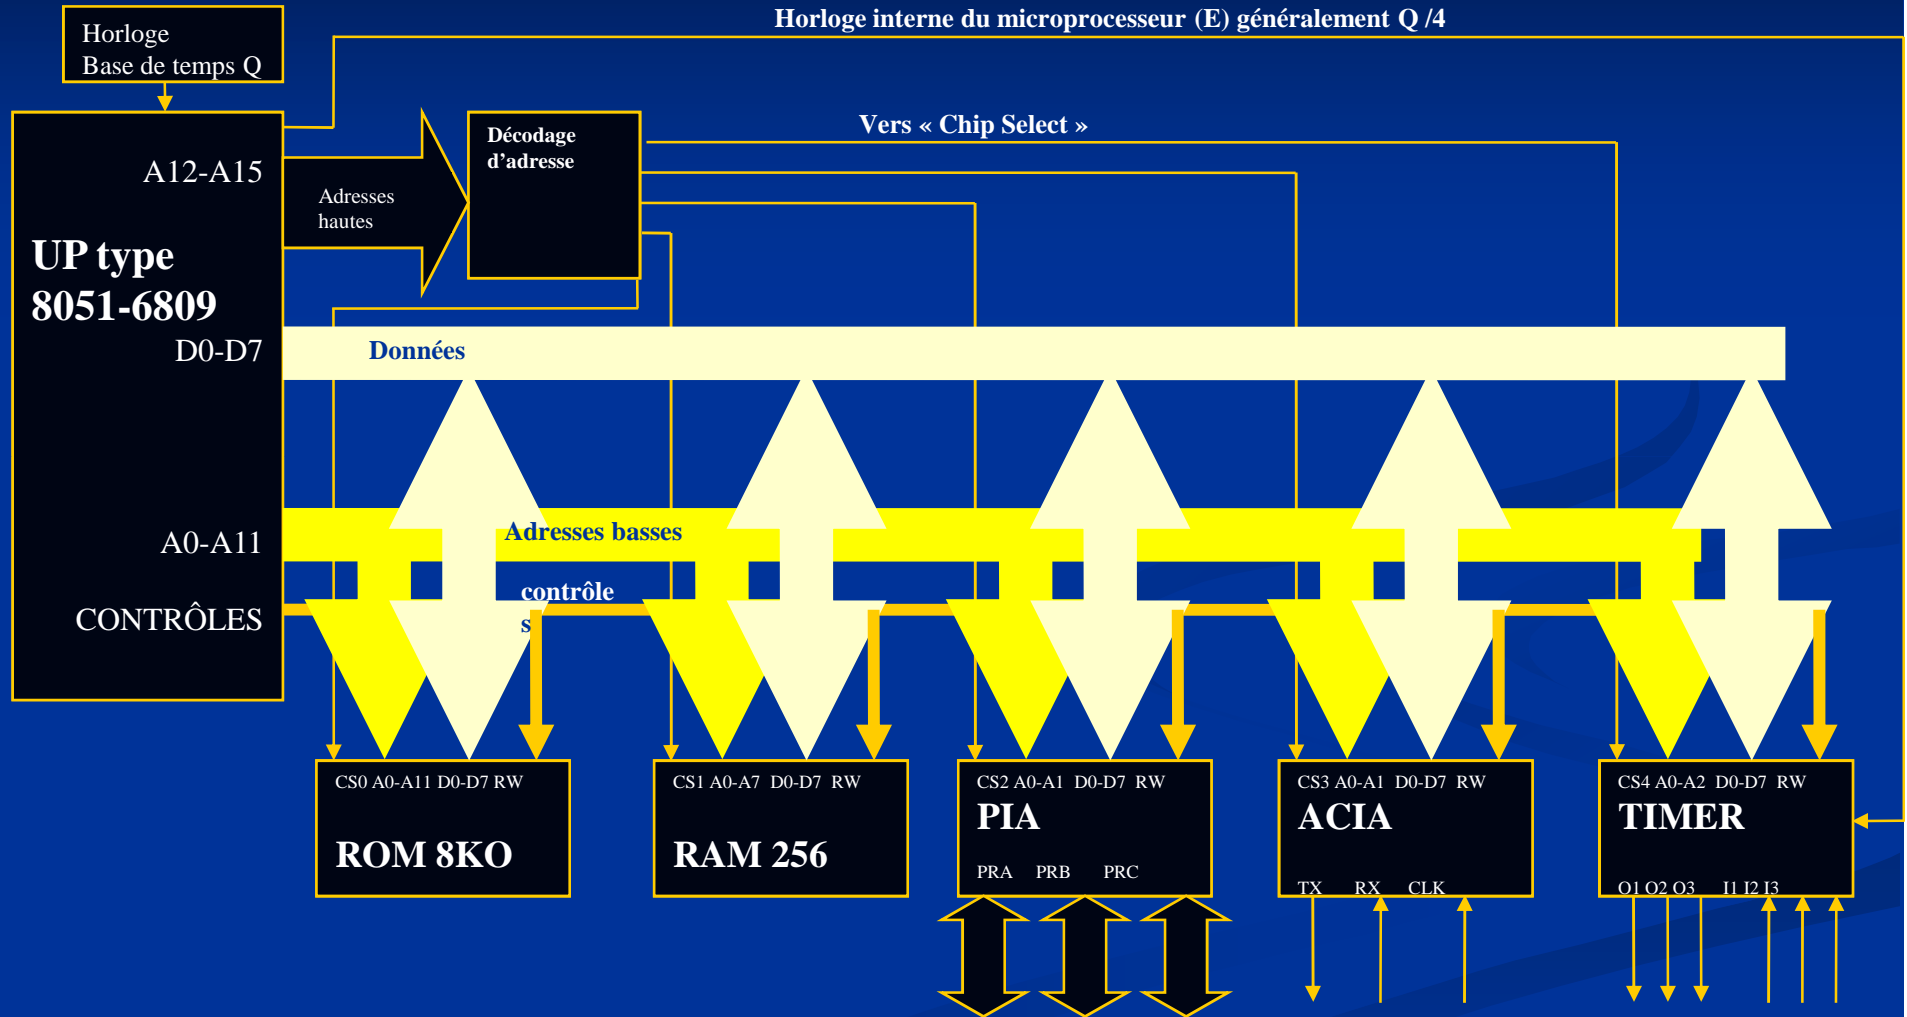 Horloge interne du microprocesseur (E) généralement Q /4
Horloge
Base de temps Q
Vers « Chip Select »
Décodage
d'adresse
A12-A15
Adresses
hautes
UP type
8051-6809
D0-D7
Données
A0-A11
Adresses basses
contrôle
s
CONTRÔLES
CS0 A0-A11 D0-D7 RW
ROM 8KO
CS1 A0-A7 D0-D7 RW
RAM 256
CS2 A0-A1 D0-D7 RW
PIA
PRA PRB PRC
CS3 A0-A1 D0-D7 RW
ACIA
TX RX CLK
CS4 A0-A2 D0-D7 RW
TIMER
O1 O2 O3 I1 I2 I3